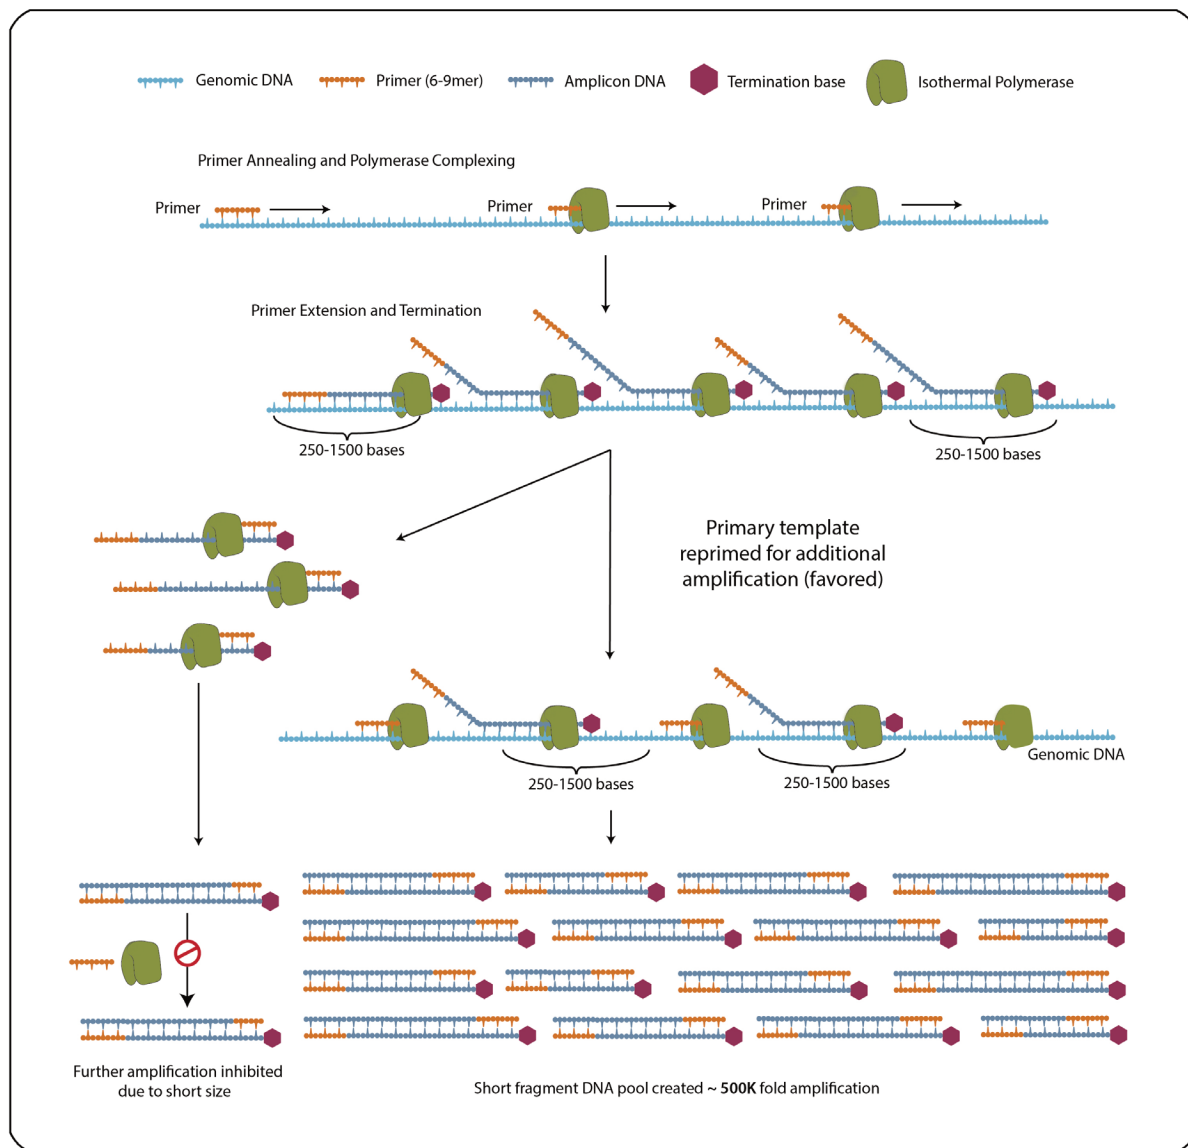 Genomic DNA
Primer (6-9mer)
Amplicon DNA
Termination base
Isothermal Polymerase
Primer Annealing and Polymerase Complexing
Primer
Primer
Primer
Primer Extension and Termination
250-1500 bases
250-1500 bases
Primary template
reprimed for additional
amplification (favored)
Genomic DNA
250-1500 bases
250-1500 bases
Further amplification inhibited
due to short size
Short fragment DNA pool created ~ 500K fold amplification